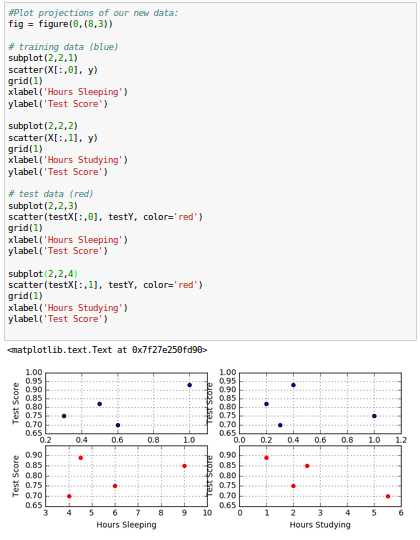 #Plot projections of our new data:
fig = figure(0,(8,3))
# training data (blue)
subplot(2,2,1)
scatter(X[:,0], y)
grid(1)
xlabel('Hours Sleeping')
ylabel('Test Score')
subplot(2,2,2)
scatter(X[:,1], y)
grid(1)
xlabel('Hours Studying')
ylabel('Test Score')
# test data (red)
subplot(2,2,3)
scatter(testX[:,0], testY, color='red')
grid(1)
xlabel('Hours Sleeping')
ylabel('Test Score')
subplot(2,2,4)
scatter(testX[:,1], testY, color='red')
grid(1)
xlabel('Hours Studying')
ylabel('Test Score')
<matplotlib.text.Text at 0x7f27e250fd90>
Test Score
1.00
0.95
0.90
0.85
0.80
0.75
0.70
0.65
0.2 0.4 0.6 0.8 1.0
Test Score
1.00
0.95
0.90
0.85
0.80
0.75
0.70
0.65
0.0 0.2 0.4 0.6 0.8 1.0 1.2
Test Score
0.90
0.85
0.80
0.75
0.70
0.65
3 4 5 6 7 8 9 10
Hours Sleeping
Test Score
0.90
0.85
0.80
0.75
0.70
0.65
0 1 2 3 4 5 6
Hours Studying